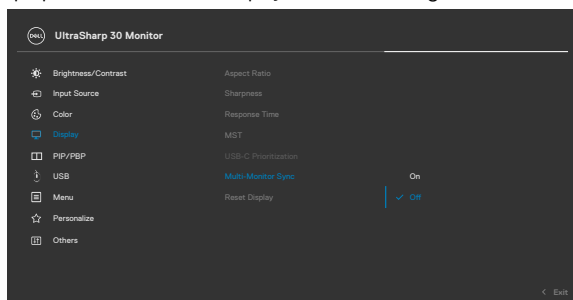 DELL UltraSharp 30 Monitor
Brightness/Contrast Aspect Ratio
Input Source Sharpness
Color Response Time
Display MST
PIP/PBP USB-C Prioritization
USB Multi-Monitor Sync On
Menu Reset Display Off
Personalize
Others
Exit